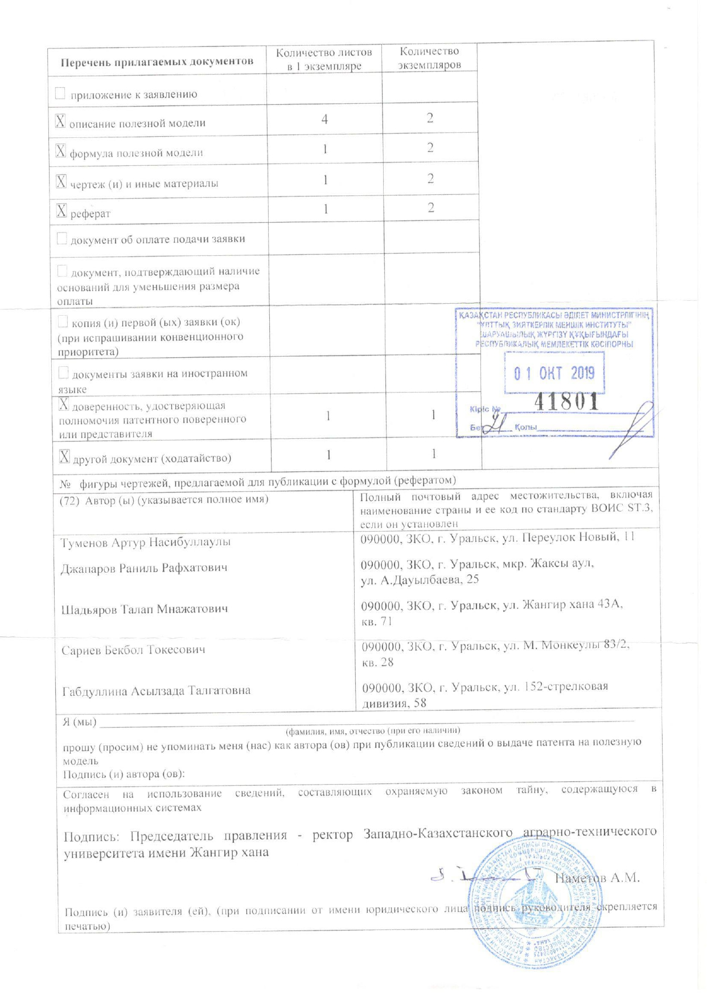 Перечень прилагаемых документов
Количество листов
в 1 экземпляре
Количество
экземпляров
приложение к заявлению
X описание полезной модели 4 2
X формула полезной модели 1 2
X чертеж (и) и иные материалы 1 2
X реферат 1 2
документ об оплате подачи заявки
документ, подтверждающий наличие
оснований для уменьшения размера
оплаты
копия (и) первой (ых) заявки (ок)
(при испрашивании конвенционного
приоритета)
документы заявки на иностранном
языке
X доверенность, удостверяющая
полномочия патентного поверенного
или представителя
1 1
X другой документ (ходатайство) 1 1
ҚАЗАҚСТАН РЕСПУБЛИКАСЫ ӘДІЛЕТ МИНИСТРЛІГІНІҢ
"ҰЛТТЫҚ ЗИЯТКЕРЛІК МЕНШІК ИНСТИТУТЫ"
ШАРУАШЫЛЫҚ ЖҮРГІЗУ ҚҰҚЫҒЫНДАҒЫ
РЕСПУБЛИКАЛЫҚ МЕМЛЕКЕТТІК КӘСІПОРНЫ
01 ОКТ 2019
Кіріс № 41801
Бет Қолы
№ фигуры чертежей, предлагаемой для публикации с формулой (рефератом)
(72) Автор (ы) (указывается полное имя)
Полный почтовый адрес местожительства, включая
наименование страны и ее код по стандарту ВОИС ST.3,
если он установлен
Туменов Артур Насибуллаулы
090000, ЗКО, г. Уральск, ул. Переулок Новый, 11
Джапаров Раниль Рафхатович
090000, ЗКО, г. Уральск, мкр. Жаксы аул,
ул. А.Дауылбаева, 25
Шадьяров Талап Мнажатович
090000, ЗКО, г. Уральск, ул. Жангир хана 43А,
кв. 71
Сариев Бекбол Токесович
090000, ЗКО, г. Уральск, ул. М. Монкеулы 83/2,
кв. 28
Габдуллина Асылзада Талгатовна
090000, ЗКО, г. Уральск, ул. 152-стрелковая
дивизия, 58
Я (мы)
(фамилия, имя, отчество (при его наличии)
прошу (просим) не упоминать меня (нас) как автора (ов) при публикации сведений о выдаче патента на полезную
модель
Подпись (и) автора (ов):
Согласен на использование сведений, составляющих охраняемую законом тайну, содержащуюся в
информационных системах
Подпись: Председатель правления - ректор Западно-Казахстанского аграрно-технического
университета имени Жангир хана
Наметов А.М.
Подпись (и) заявителя (ей), (при подписании от имени юридического лица подпись руководителя скрепляется
печатью)